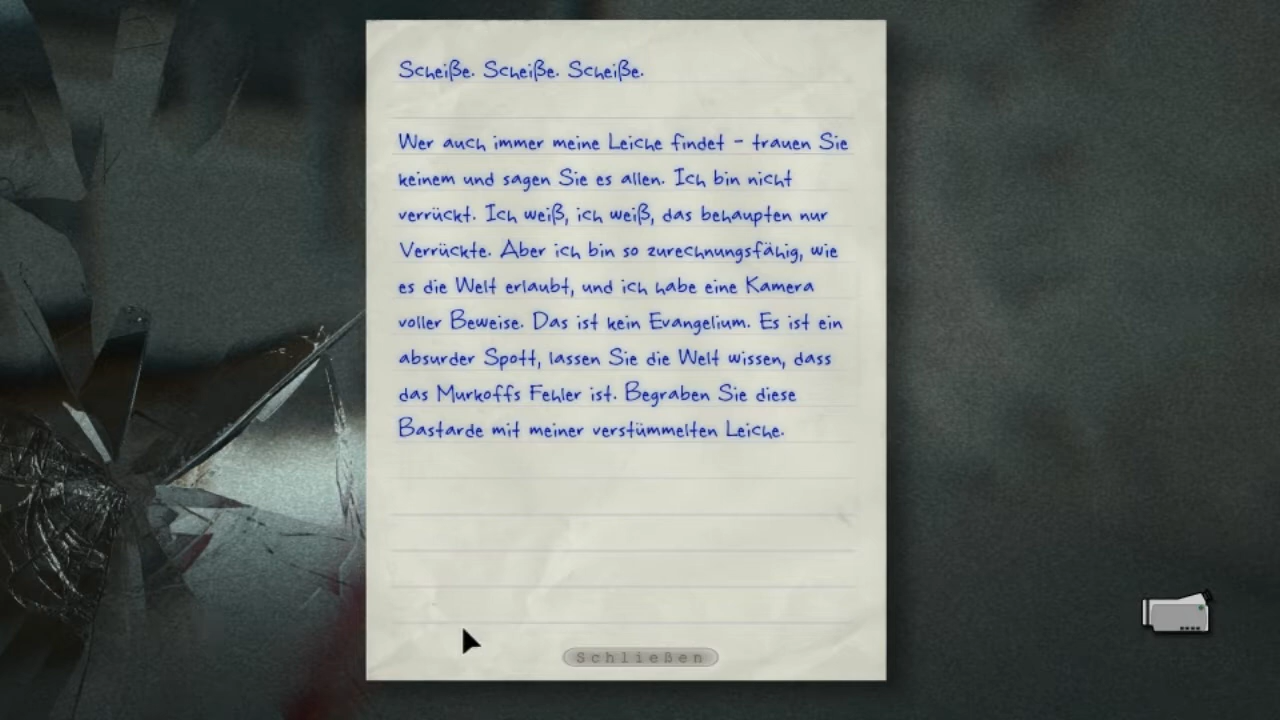 Scheiße. Scheiße. Scheiße.
Wer auch immer meine Leiche findet – trauen Sie
keinem und sagen Sie es allen. Ich bin nicht
verrückt. Ich weiß, ich weiß, das behaupten nur
Verrückte. Aber ich bin so zurechnungsfähig, wie
es die Welt erlaubt, und ich habe eine Kamera
voller Beweise. Das ist kein Evangelium. Es ist ein
absurder Spott, lassen Sie die Welt wissen, dass
das Murkoffs Fehler ist. Begraben Sie diese
Bastarde mit meiner verstümmelten Leiche.
Schließen